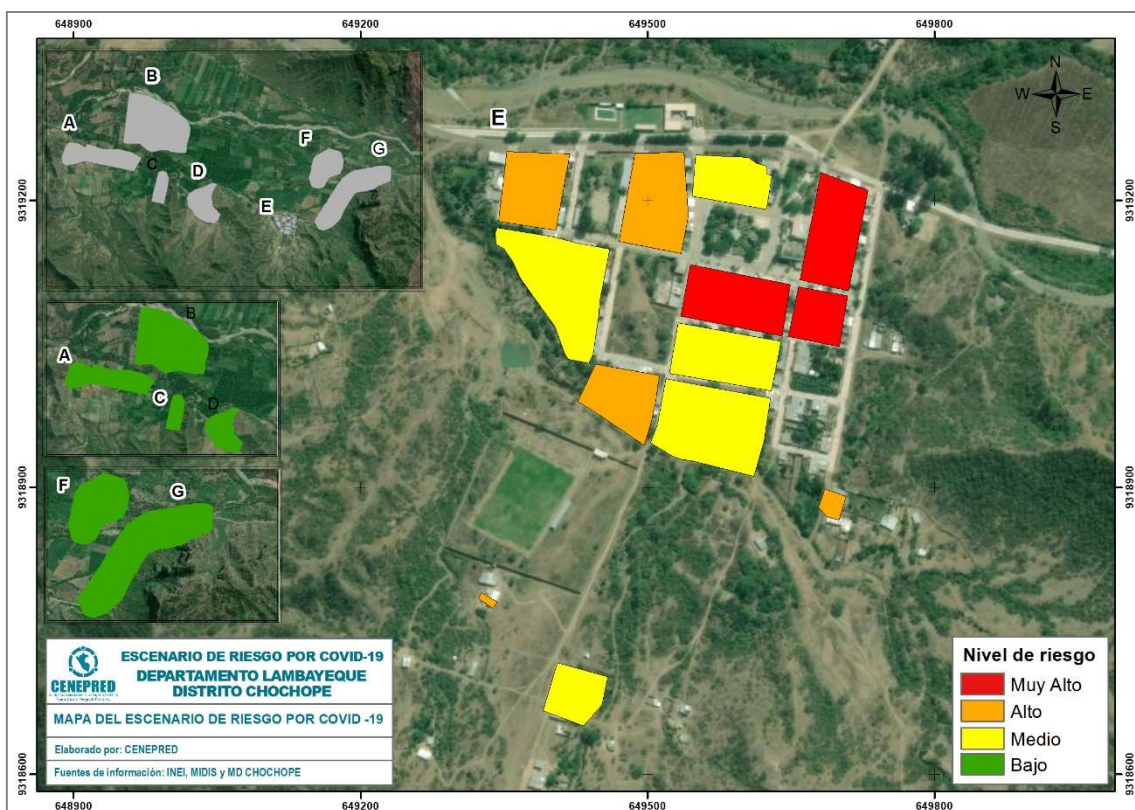 648900
649200
649500
649800
9319200
9318900
9318600
9319200
9318900
9318600
A
B
C
D
E
F
G
A
B
C
D
F
G
E
N
W
E
S
CENEPRED
ESCENARIO DE RIESGO POR COVID-19
DEPARTAMENTO LAMBAYEQUE
DISTRITO CHOCHOPE
MAPA DEL ESCENARIO DE RIESGO POR COVID -19
Elaborado por: CENEPRED
Fuentes de información: INEI, MIDIS y MD CHOCHOPE
Nivel de riesgo
Muy Alto
Alto
Medio
Bajo
648900
649200
649500
649800